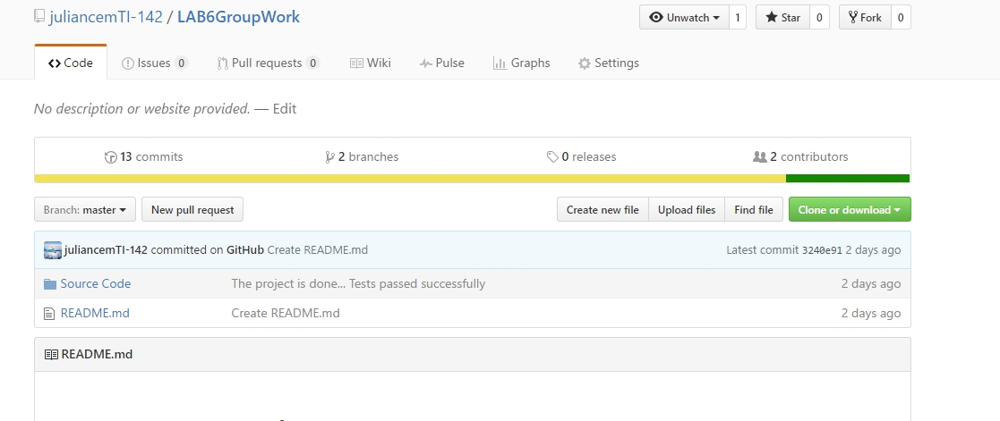 juliancemTI-142 / LAB6GroupWork
Unwatch 1 Star 0 Fork 0
Code Issues 0 Pull requests 0 Wiki Pulse Graphs Settings
No description or website provided. — Edit
13 commits 2 branches 0 releases 2 contributors
Branch: master New pull request Create new file Upload files Find file Clone or download
juliancemTI-142 committed on GitHub Create README.md Latest commit 3240e91 2 days ago
Source Code The project is done... Tests passed successfully 2 days ago
README.md Create README.md 2 days ago
README.md